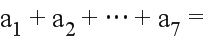 a₁ + a₂ + ⋯ + a₇ =